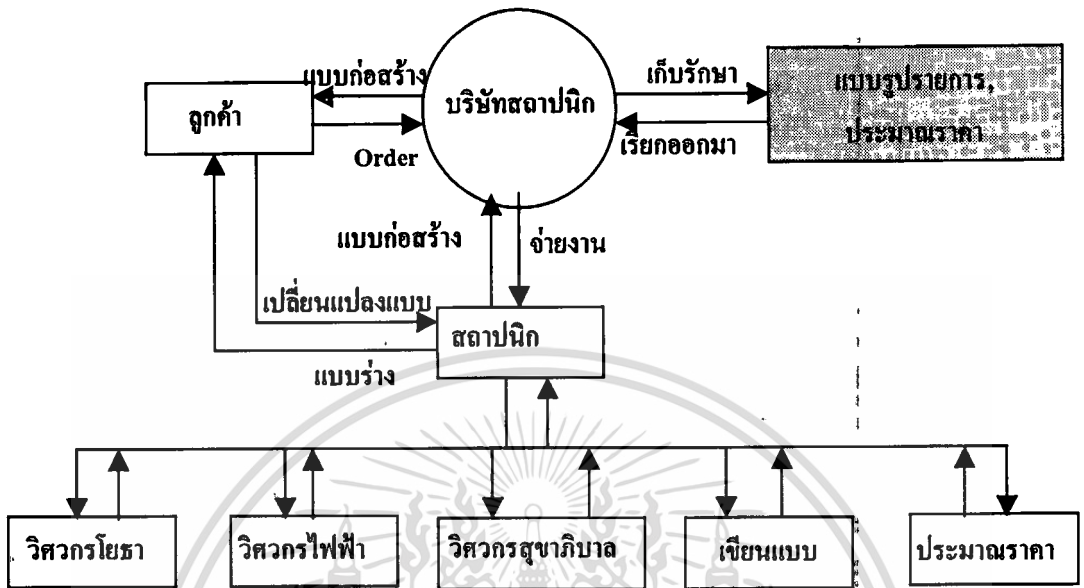 แบบก่อสร้าง
เก็บรักษา
แบบรูปรายการ,
ลูกค้า
บริษัทสถาปนิก
ประมาณราคา
Order
เรียกออกมา
แบบก่อสร้าง
จ่ายงาน
เปลี่ยนแปลงแบบ
สถาปนิก
แบบร่าง
วิศวกรโยธา
วิศวกรไฟฟ้า
วิศวกรสุขาภิบาล
เขียนแบบ
ประมาณราคา